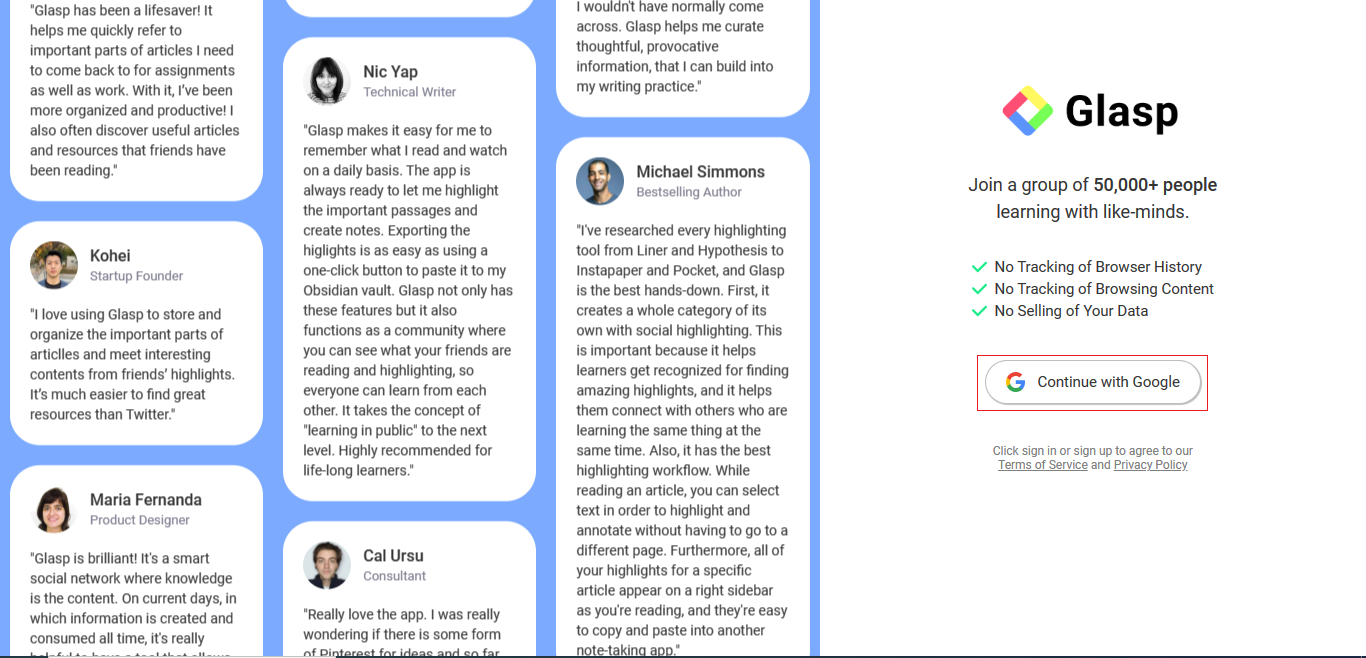 "Glasp has been a lifesaver! It
helps me quickly refer to
important parts of articles I need
to come back to for assignments
as well as work. With it, I've been
more organized and productive! I
also often discover useful articles
and resources that friends have
been reading."
Kohei
Startup Founder
"I love using Glasp to store and
organize the important parts of
articlles and meet interesting
contents from friends' highlights.
It's much easier to find great
resources than Twitter."
Maria Fernanda
Product Designer
"Glasp is brilliant! It's a smart
social network where knowledge
is the content. On current days, in
which information is created and
consumed all time, it's really
helpful to have a tool that allows
Nic Yap
Technical Writer
"Glasp makes it easy for me to
remember what I read and watch
on a daily basis. The app is
always ready to let me highlight
the important passages and
create notes. Exporting the
higlights is as easy as using a
one-click button to paste it to my
Obsidian vault. Glasp not only has
these features but it also
functions as a community where
you can see what your friends are
reading and highlighting, so
everyone can learn from each
other. It takes the concept of
"learning in public" to the next
level. Highly recommended for
life-long learners."
Cal Ursu
Consultant
"Really love the app. I was really
wondering if there is some form
of Pinterest for ideas and so far
I wouldn't have normally come
across. Glasp helps me curate
thoughtful, provocative
information, that I can build into
my writing practice."
Michael Simmons
Bestselling Author
"I've researched every highlighting
tool from Liner and Hypothesis to
Instapaper and Pocket, and Glasp
is the best hands-down. First, it
creates a whole category of its
own with social highlighting. This
is important because it helps
learners get recognized for finding
amazing highlights, and it helps
them connect with others who are
learning the same thing at the
same time. Also, it has the best
highlighting workflow. While
reading an article, you can select
text in order to highlight and
annotate without having to go to a
different page. Furthermore, all of
your highlights for a specific
article appear on a right sidebar
as you're reading, and they're easy
to copy and paste into another
note-taking app."
Glasp
Join a group of 50,000+ people
learning with like-minds.
No Tracking of Browser History
No Tracking of Browsing Content
No Selling of Your Data
Continue with Google
Click sign in or sign up to agree to our
Terms of Service and Privacy Policy